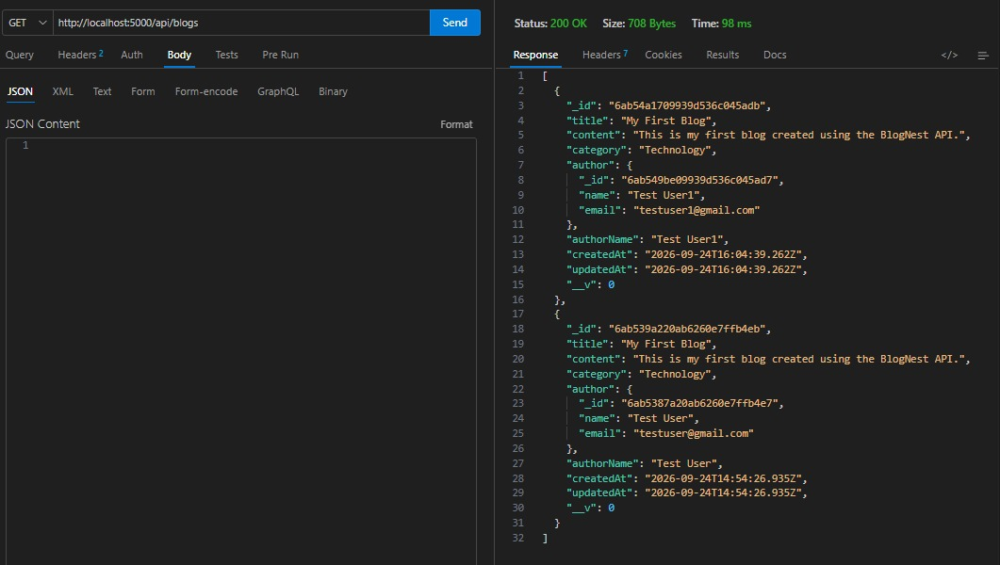 GET http://localhost:5000/api/blogs Send
Query Headers 2 Auth Body Tests Pre Run
JSON XML Text Form Form-encode GraphQL Binary
JSON Content Format
1
Status: 200 OK Size: 708 Bytes Time: 98 ms
Response Headers 7 Cookies Results Docs </>
1 [
2 {
3 "_id": "6ab54a1709939d536c045adb",
4 "title": "My First Blog",
5 "content": "This is my first blog created using the BlogNest API.",
6 "category": "Technology",
7 "author": {
8 "_id": "6ab549be09939d536c045ad7",
9 "name": "Test User1",
10 "email": "testuser1@gmail.com"
11 },
12 "authorName": "Test User1",
13 "createdAt": "2026-09-24T16:04:39.262Z",
14 "updatedAt": "2026-09-24T16:04:39.262Z",
15 "__v": 0
16 },
17 {
18 "_id": "6ab539a220ab6260e7ffb4eb",
19 "title": "My First Blog",
20 "content": "This is my first blog created using the BlogNest API.",
21 "category": "Technology",
22 "author": {
23 "_id": "6ab5387a20ab6260e7ffb4e7",
24 "name": "Test User",
25 "email": "testuser@gmail.com"
26 },
27 "authorName": "Test User",
28 "createdAt": "2026-09-24T14:54:26.935Z",
29 "updatedAt": "2026-09-24T14:54:26.935Z",
30 "__v": 0
31 }
32 ]